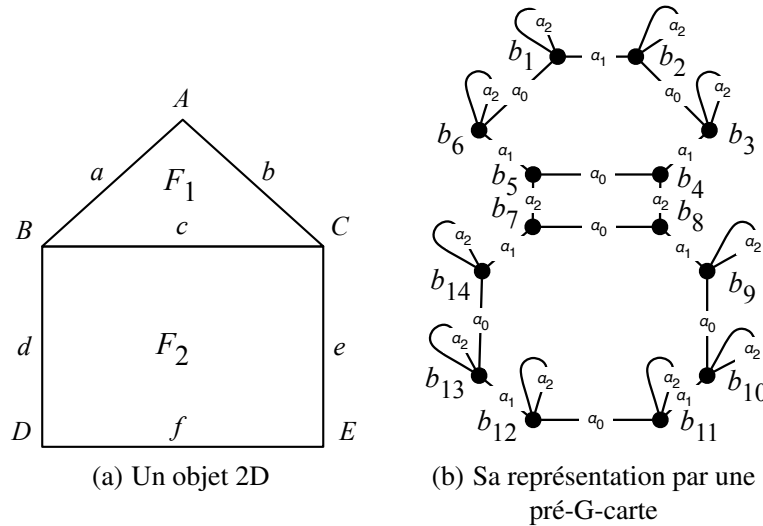 A
a
b
F1
B
c
C
d
F2
e
D
f
E
(a) Un objet 2D
α2
α2
b1
α1
b2
α2
α0
α0
α2
b6
b3
α1
α1
b5
α0
b4
α2
α2
b7
α0
b8
α2
α1
α1
α2
b14
b9
α0
α0
α2
α2
b13
b10
α1
α2
α2
α1
b12
α0
b11
(b) Sa représentation par une
pré-G-carte